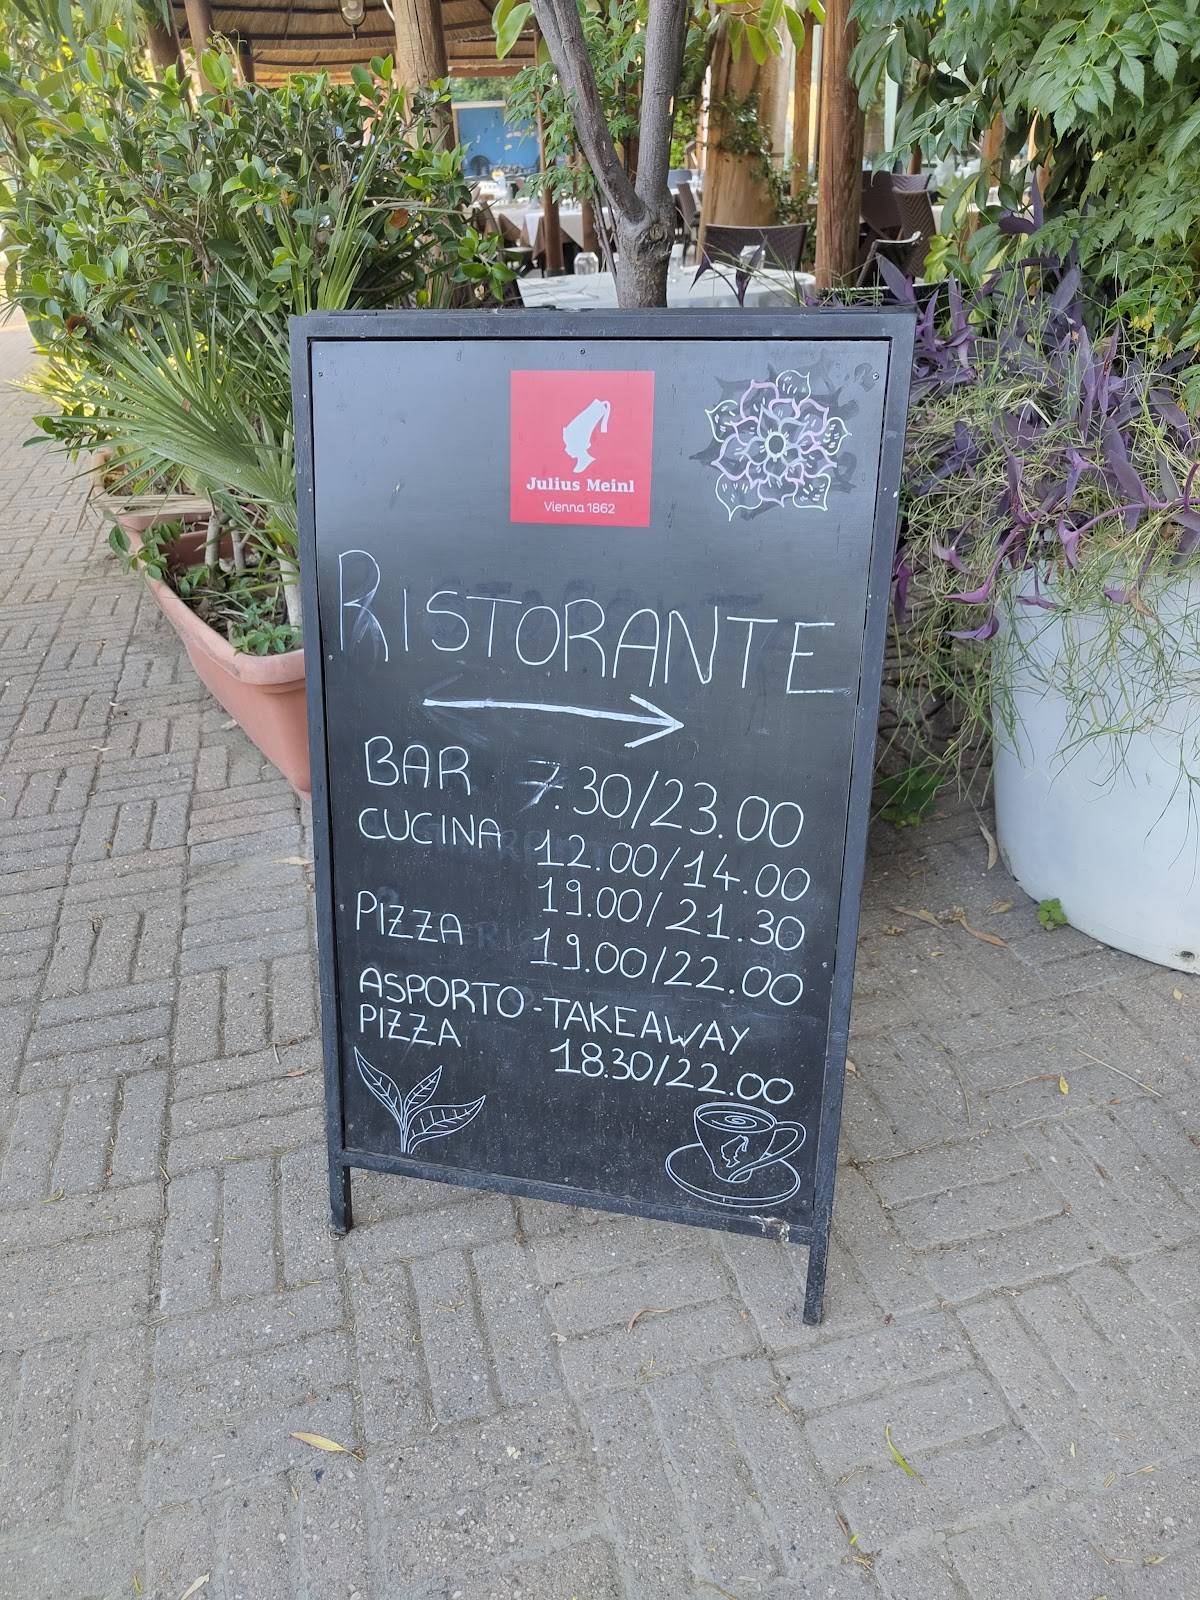 Julius Meinl
Vienna 1862
RISTORANTE
BAR 7.30/23.00
CUCINA 12.00/14.00
19.00/21.30
PIZZA 19.00/22.00
ASPORTO - TAKEAWAY
PIZZA 18.30/22.00